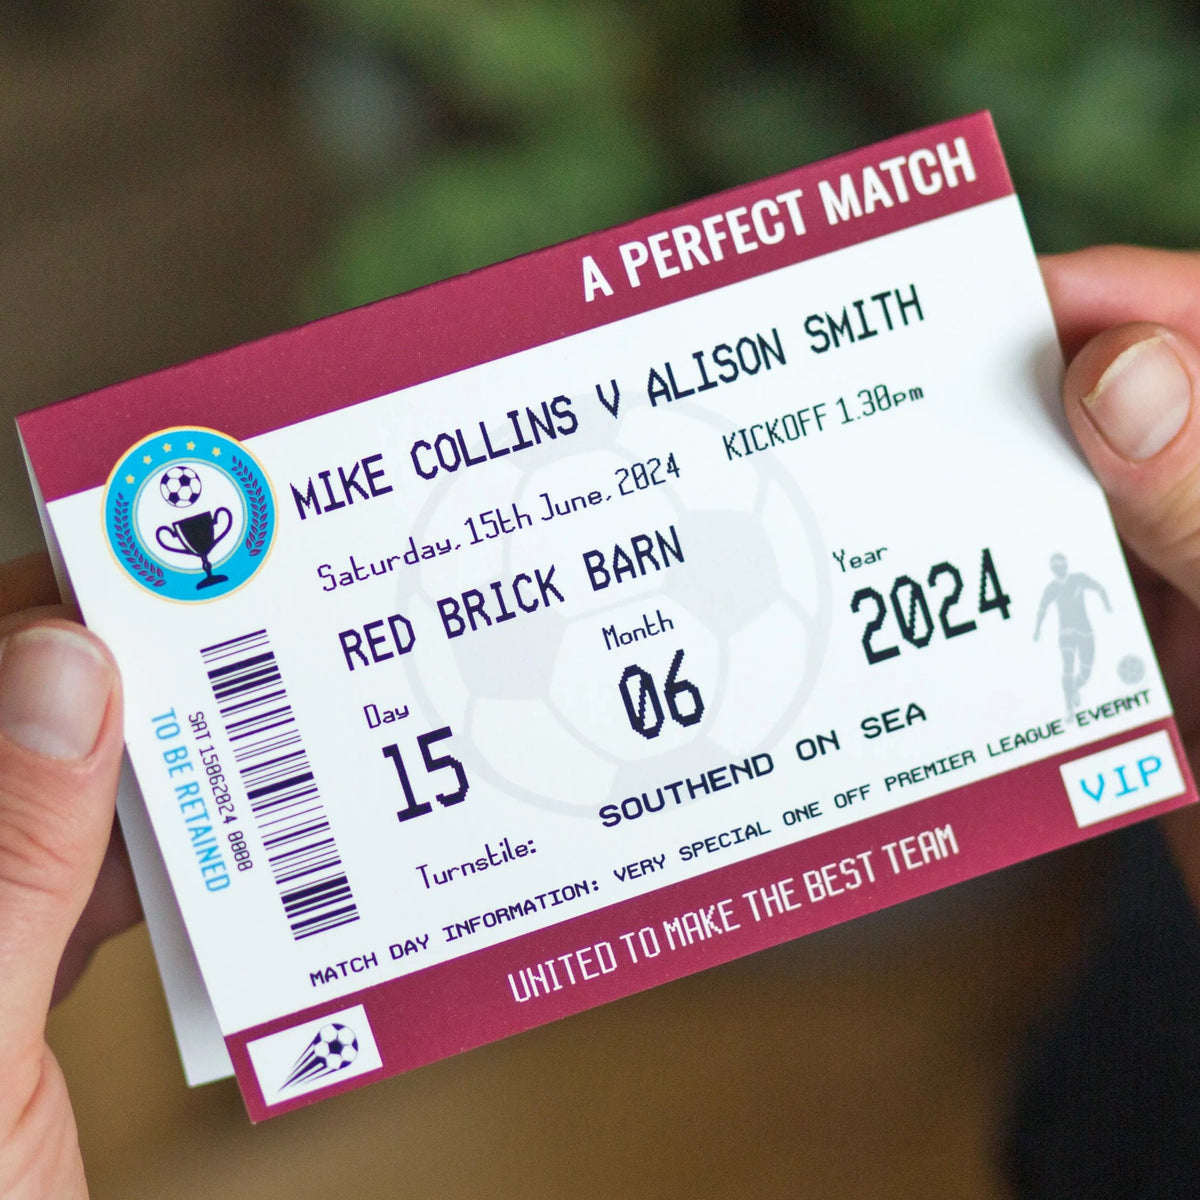 A PERFECT MATCH
MIKE COLLINS V ALISON SMITH
Saturday, 15th June, 2024 KICKOFF 1.30pm
RED BRICK BARN
Day Month Year
15 06 2024
Turnstile: SOUTHEND ON SEA
MATCH DAY INFORMATION: VERY SPECIAL ONE OFF PREMIER LEAGUE EVERNT
UNITED TO MAKE THE BEST TEAM
VIP
SAT 15062024 0000
TO BE RETAINED